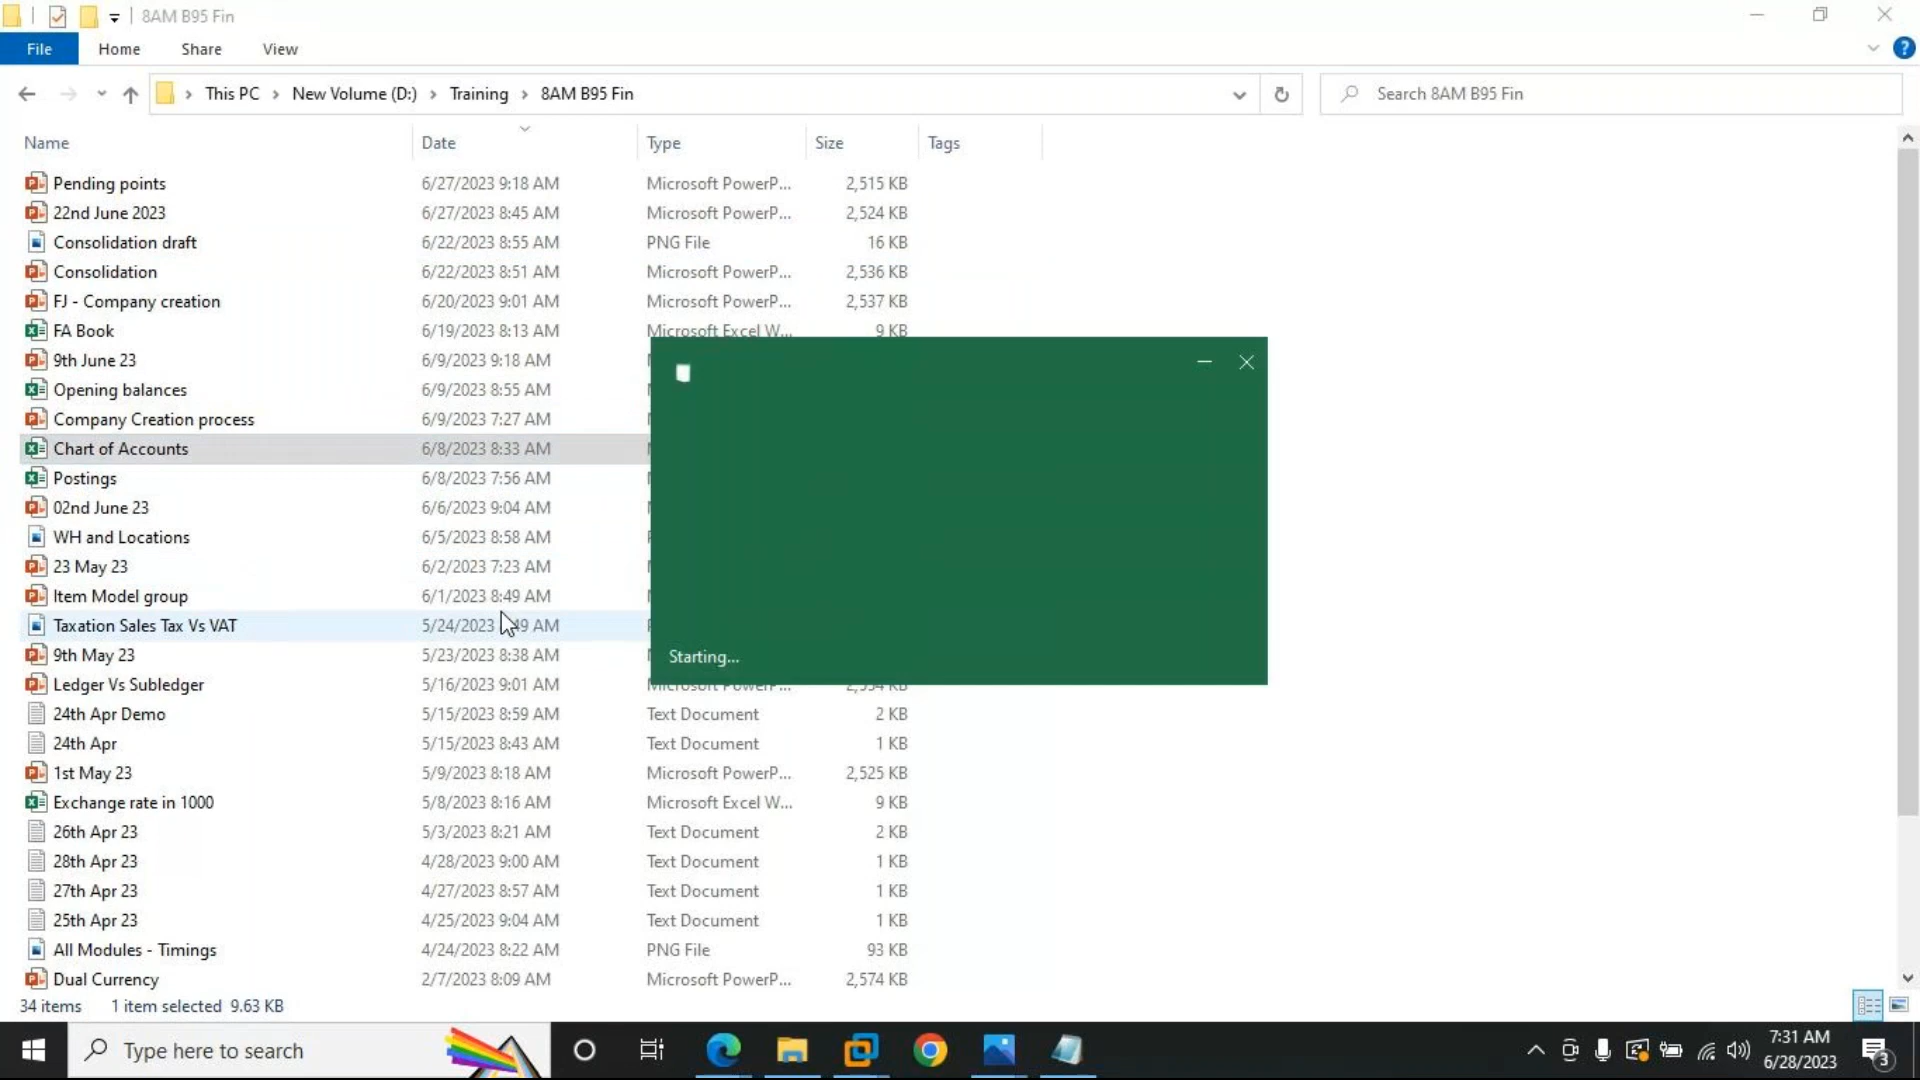 8AM B95 Fin
File Home Share View
This PC New Volume (D:) Training 8AM B95 Fin Search 8AM B95 Fin
Name Date Type Size Tags
Pending points 6/27/2023 9:18 AM Microsoft PowerP... 2,515 KB
22nd June 2023 6/27/2023 8:45 AM Microsoft PowerP... 2,524 KB
Consolidation draft 6/22/2023 8:55 AM PNG File 16 KB
Consolidation 6/22/2023 8:51 AM Microsoft PowerP... 2,536 KB
FJ - Company creation 6/20/2023 9:01 AM Microsoft PowerP... 2,537 KB
FA Book 6/19/2023 8:13 AM Microsoft Excel W... 9 KB
9th June 23 6/9/2023 9:18 AM
Opening balances 6/9/2023 8:55 AM
Company Creation process 6/9/2023 7:27 AM
Chart of Accounts 6/8/2023 8:33 AM
Postings 6/8/2023 7:56 AM
02nd June 23 6/6/2023 9:04 AM
WH and Locations 6/5/2023 8:58 AM
23 May 23 6/2/2023 7:23 AM
Item Model group 6/1/2023 8:49 AM
Taxation Sales Tax Vs VAT 5/24/2023 :49 AM
9th May 23 5/23/2023 8:38 AM
Starting...
Ledger Vs Subledger 5/16/2023 9:01 AM Microsoft PowerP...
24th Apr Demo 5/15/2023 8:59 AM Text Document 2 KB
24th Apr 5/15/2023 8:43 AM Text Document 1 KB
1st May 23 5/9/2023 8:18 AM Microsoft PowerP... 2,525 KB
Exchange rate in 1000 5/8/2023 8:16 AM Microsoft Excel W... 9 KB
26th Apr 23 5/3/2023 8:21 AM Text Document 2 KB
28th Apr 23 4/28/2023 9:00 AM Text Document 1 KB
27th Apr 23 4/27/2023 8:57 AM Text Document 1 KB
25th Apr 23 4/25/2023 9:04 AM Text Document 1 KB
All Modules - Timings 4/24/2023 8:22 AM PNG File 93 KB
Dual Currency 2/7/2023 8:09 AM Microsoft PowerP... 2,574 KB
34 items 1 item selected 9.63 KB
Type here to search
7:31 AM
6/28/2023
3